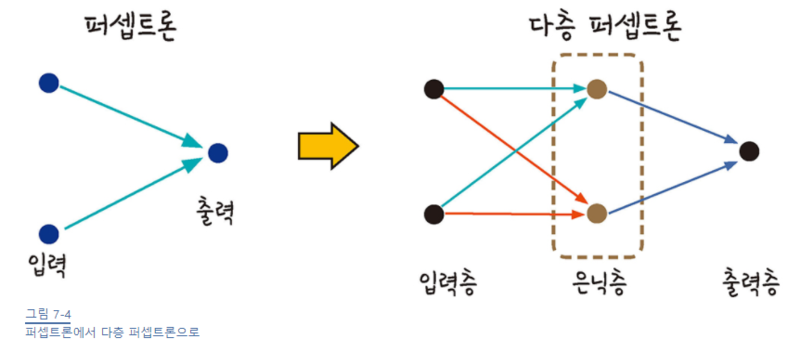 퍼셉트론
다층 퍼셉트론
출력
입력
입력층
은닉층
출력층
그림 7-4
퍼셉트론에서 다층 퍼셉트론으로